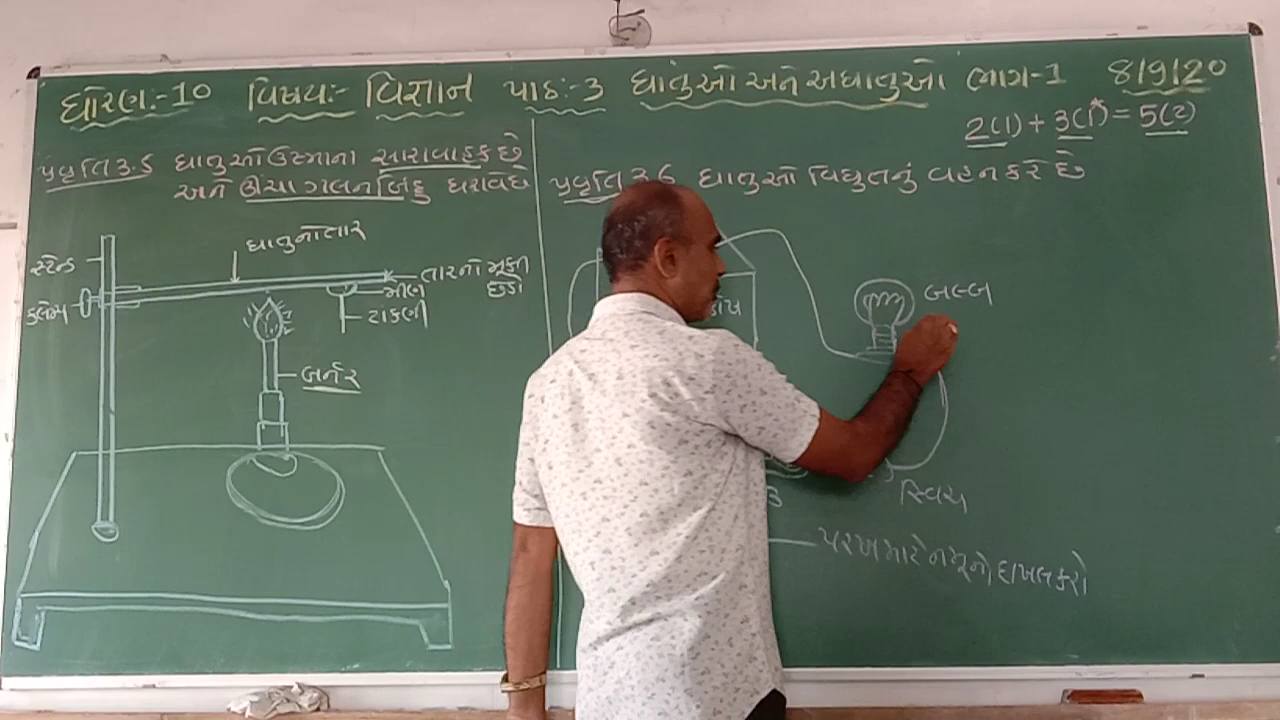 ધોરણ:-10 વિષય:- વિજ્ઞાન પાઠ:-3 ધાતુઓ અને અધાતુઓ ભાગ-1 8/9/20
2(1) + 3(1) = 5(2)
પ્રવૃતિ 3.5 ધાતુઓ ઉષ્માના સારાવાહક છે
અને ઊંચા ગલનબિંદુ ધરાવે છે
પ્રવૃતિ 3.6 ધાતુઓ વિદ્યુતનું વહન કરે છે
ધાતુનો તાર
સ્ટેન્ડ
તારનો મૂક્ત
છેડો
કલેમ્પ
મીણ
ટાકણી
બર્નર
બલ્બ
સ્વિચ
પરખ માટે નમૂનો દાખલ કરો